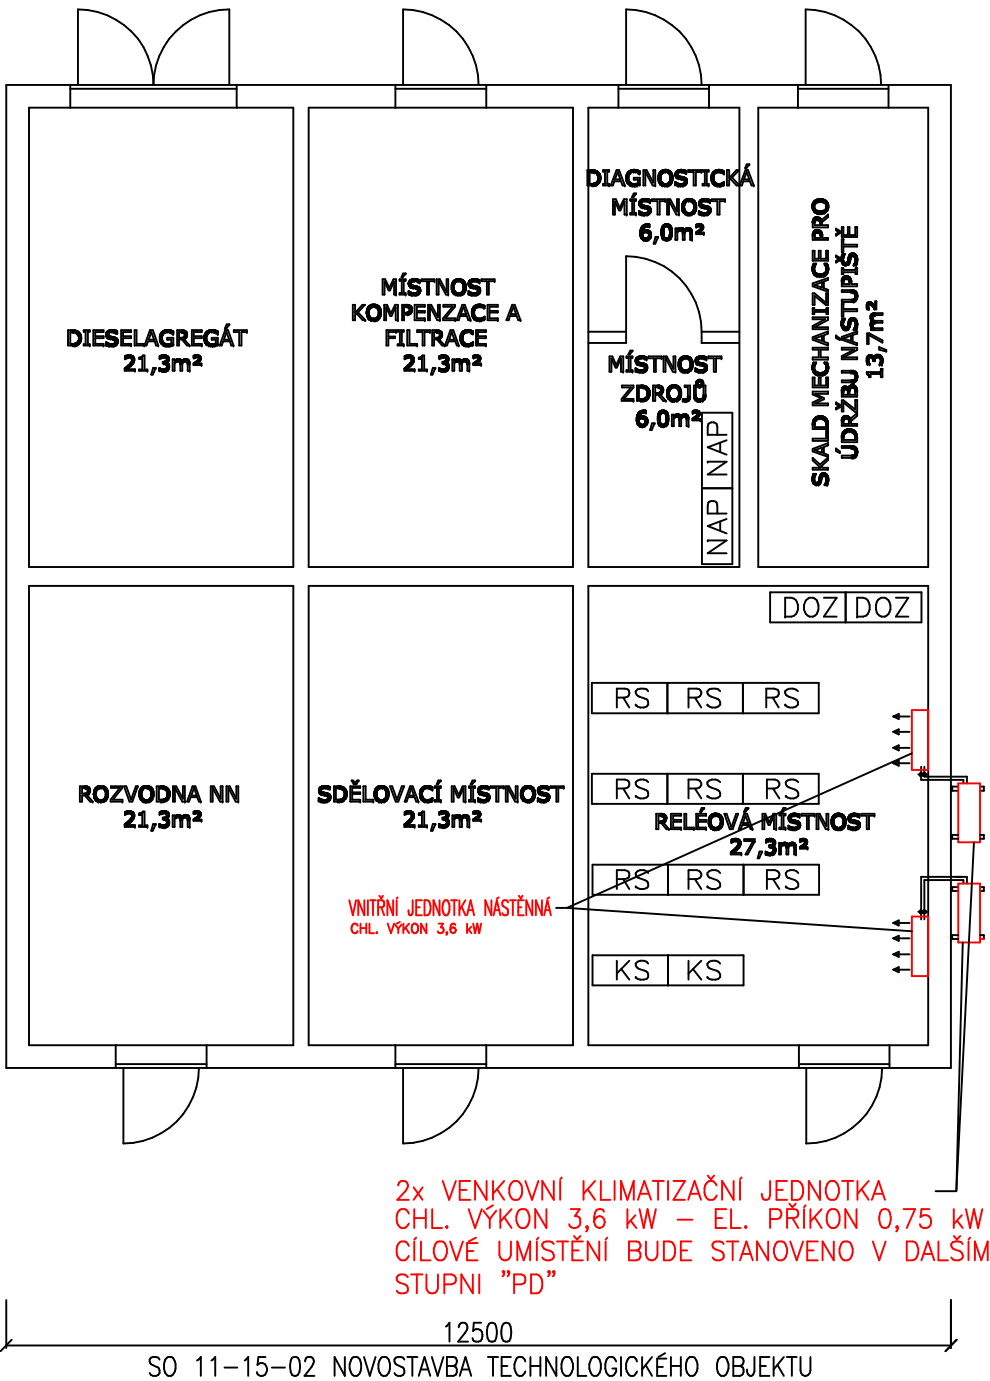 DIAGNOSTICKÁ
MÍSTNOST
6,0m²
SKALD MECHANIZACE PRO
ÚDRŽBU NÁSTUPIŠTĚ
13,7m²
MÍSTNOST
KOMPENZACE A
FILTRACE
21,3m²
DIESELAGREGÁT
21,3m²
MÍSTNOST
ZDROJŮ
6,0m²
NAP
NAP
DOZ DOZ
RS RS RS
RS RS RS
ROZVODNA NN
21,3m²
SDĚLOVACÍ MÍSTNOST
21,3m²
RELÉOVÁ MÍSTNOST
27,3m²
RS RS RS
VNITŘNÍ JEDNOTKA NÁSTĚNNÁ
CHL. VÝKON 3,6 kW
KS KS
2x VENKOVNÍ KLIMATIZAČNÍ JEDNOTKA
CHL. VÝKON 3,6 kW – EL. PŘÍKON 0,75 kW
CÍLOVÉ UMÍSTĚNÍ BUDE STANOVENO V DALŠÍM
STUPNI "PD"
12500
SO 11-15-02 NOVOSTAVBA TECHNOLOGICKÉHO OBJEKTU